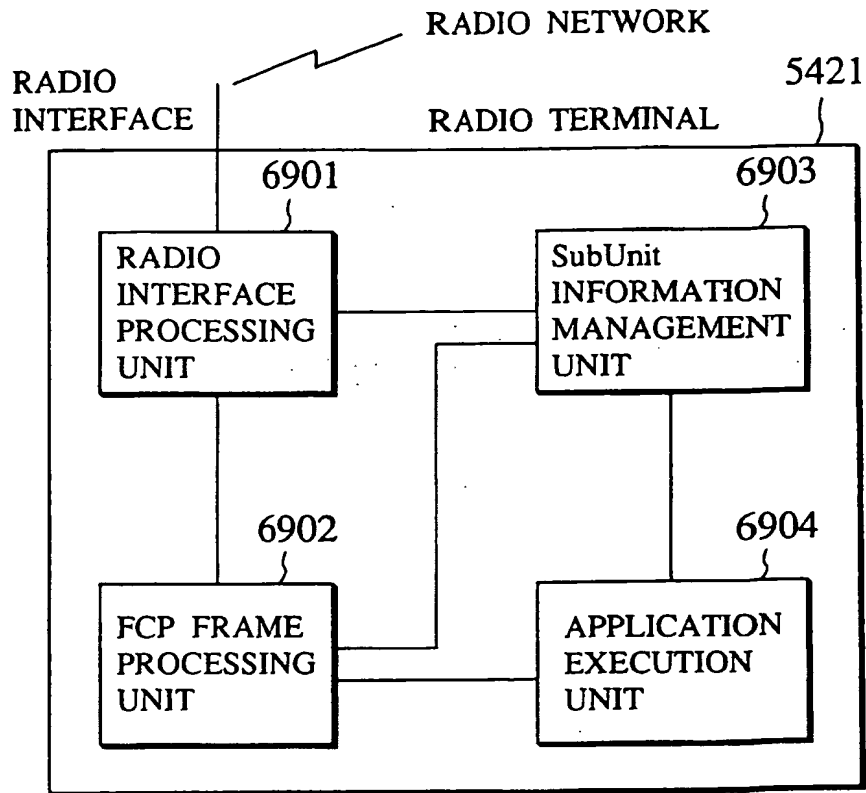 RADIO NETWORK
RADIO
INTERFACE
RADIO TERMINAL
5421
6901
6903
RADIO
INTERFACE
PROCESSING
UNIT
SubUnit
INFORMATION
MANAGEMENT
UNIT
6902
6904
FCP FRAME
PROCESSING
UNIT
APPLICATION
EXECUTION
UNIT